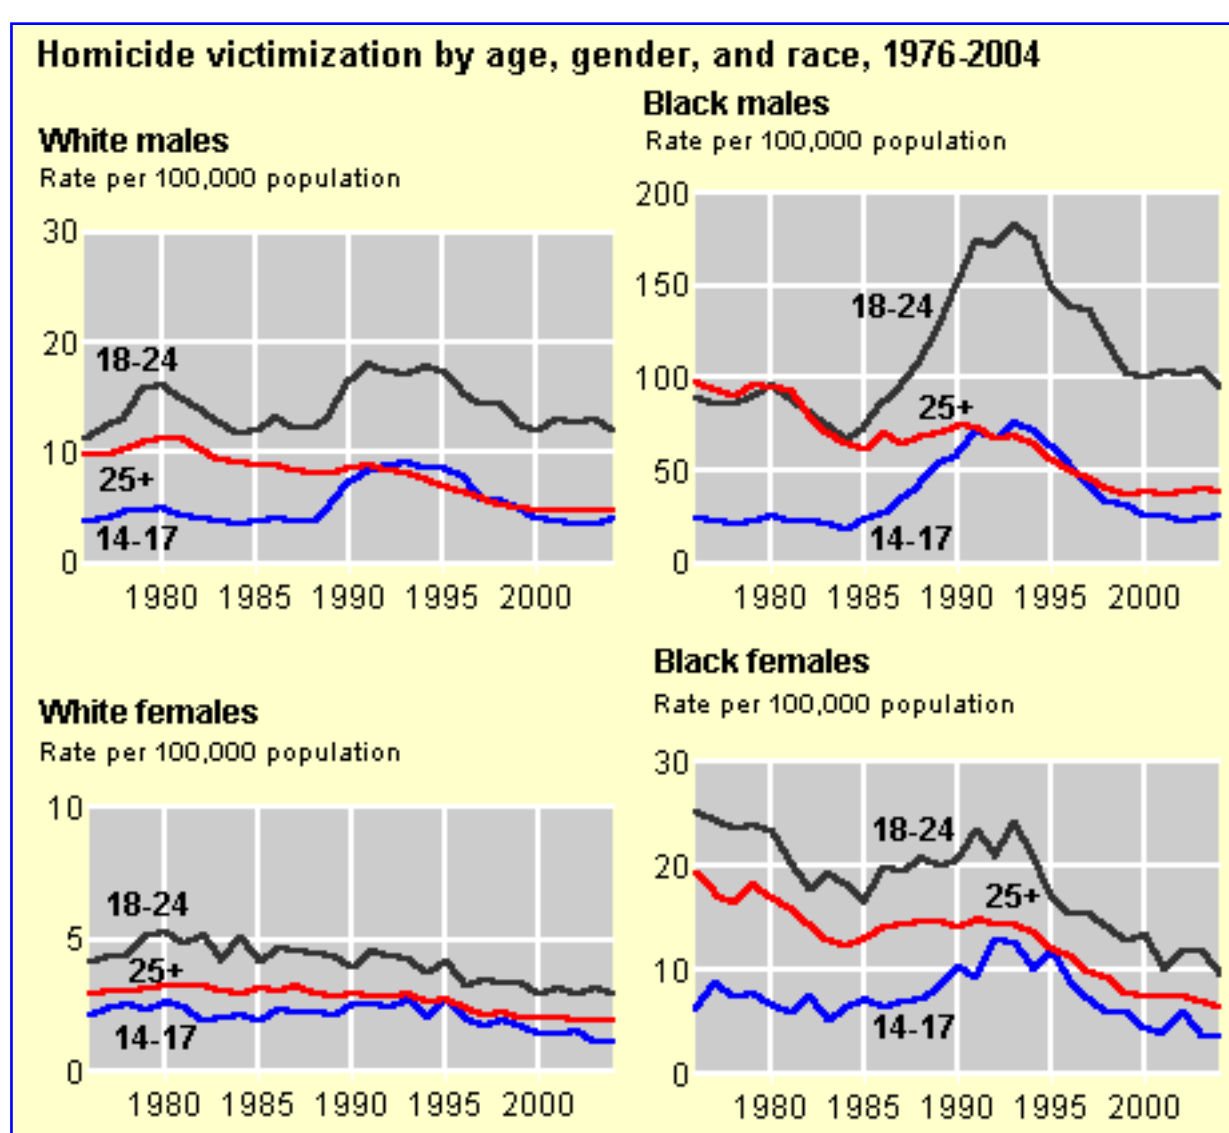 Homicide victimization by age, gender, and race, 1976-2004
White males
Rate per 100,000 population
30
20
10
0
18-24
25+
14-17
1980 1985 1990 1995 2000
Black males
Rate per 100,000 population
200
150
100
50
0
18-24
25+
14-17
1980 1985 1990 1995 2000
White females
Rate per 100,000 population
10
5
0
18-24
25+
14-17
1980 1985 1990 1995 2000
Black females
Rate per 100,000 population
30
20
10
0
18-24
25+
14-17
1980 1985 1990 1995 2000